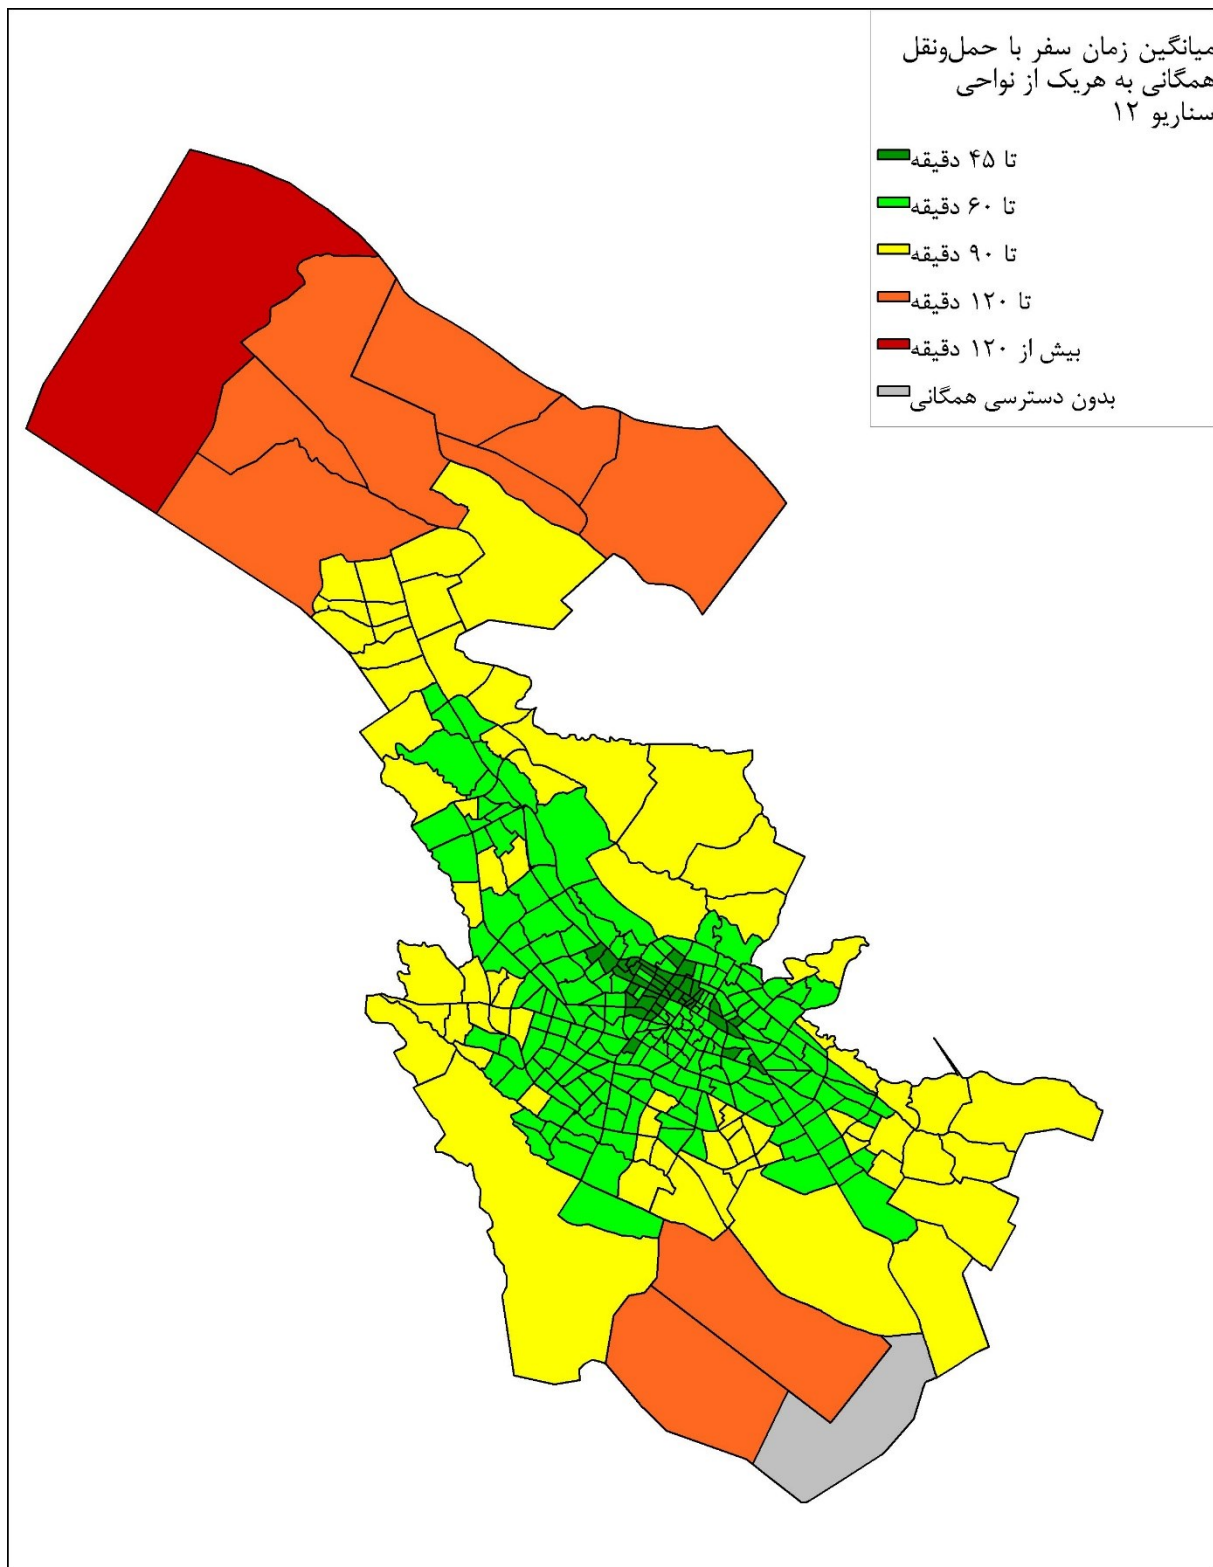 میانگین زمان سفر با حمل‌ونقل
همگانی به هریک از نواحی
سناریو ۱۲
تا ۴۵ دقیقه
تا ۶۰ دقیقه
تا ۹۰ دقیقه
تا ۱۲۰ دقیقه
بیش از ۱۲۰ دقیقه
بدون دسترسی همگانی